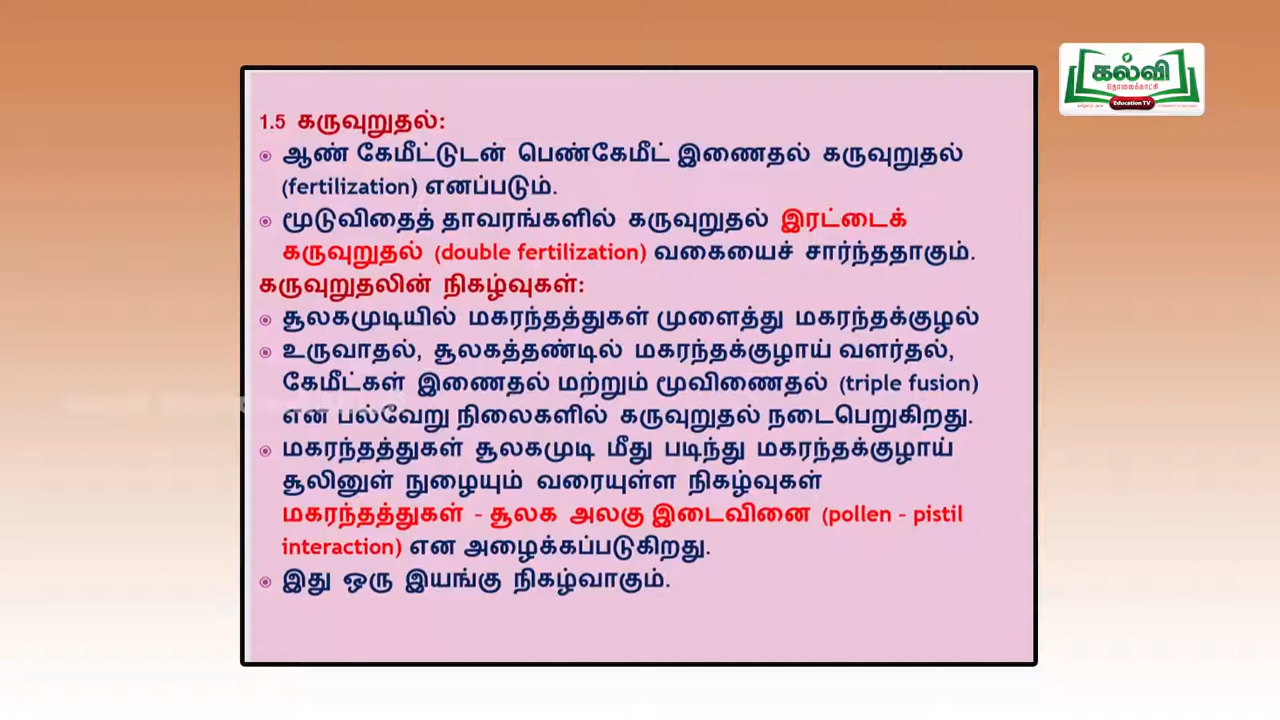 கல்வி
தொலைக்காட்சி
Education TV
1.5 கருவுறுதல்:
ஆண் கேமீட்டுடன் பெண்கேமீட் இணைதல் கருவுறுதல்
(fertilization) எனப்படும்.
மூடுவிதைத் தாவரங்களில் கருவுறுதல் இரட்டைக்
கருவுறுதல் (double fertilization) வகையைச் சார்ந்ததாகும்.
கருவுறுதலின் நிகழ்வுகள்:
சூலகமுடியில் மகரந்தத்துகள் முளைத்து மகரந்தக்குழல்
உருவாதல், சூலகத்தண்டில் மகரந்தக்குழாய் வளர்தல்,
கேமீட்கள் இணைதல் மற்றும் மூவிணைதல் (triple fusion)
என பல்வேறு நிலைகளில் கருவுறுதல் நடைபெறுகிறது.
மகரந்தத்துகள் சூலகமுடி மீது படிந்து மகரந்தக்குழாய்
சூலினுள் நுழையும் வரையுள்ள நிகழ்வுகள்
மகரந்தத்துகள் – சூலக அலகு இடைவினை (pollen – pistil
interaction) என அழைக்கப்படுகிறது.
இது ஒரு இயங்கு நிகழ்வாகும்.